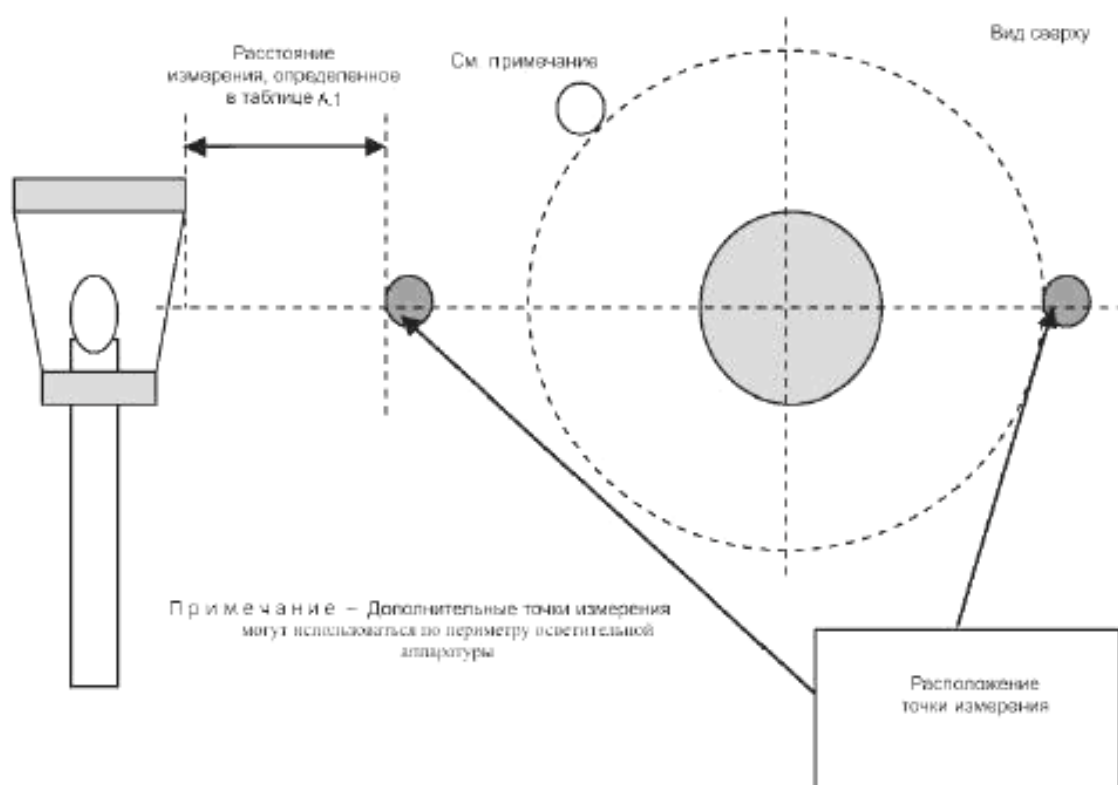 Расстояние
измерения, определенное
в таблице А.1
См. примечание
Вид сверху
Примечание – Дополнительные точки измерения
могут использоваться по периметру осветительной
аппаратуры
Расположение
точки измерения